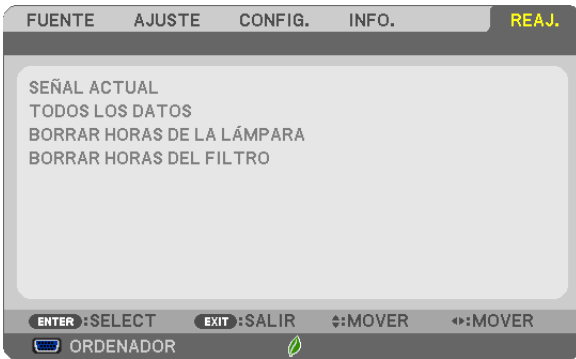 FUENTE AJUSTE CONFIG. INFO. REAJ.
SEÑAL ACTUAL
TODOS LOS DATOS
BORRAR HORAS DE LA LÁMPARA
BORRAR HORAS DEL FILTRO
ENTER :SELECT EXIT :SALIR :MOVER :MOVER
ORDENADOR